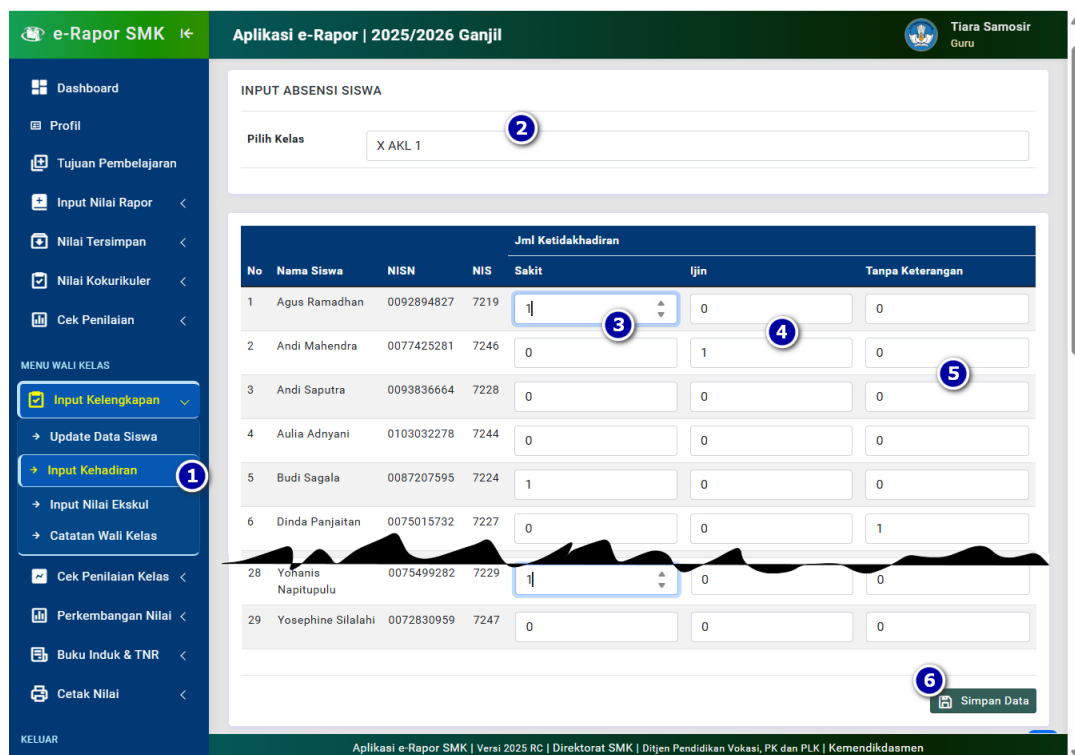 e-Rapor SMK
Aplikasi e-Rapor | 2025/2026 Ganjil
Tiara Samosir
Guru
Dashboard
Profil
Tujuan Pembelajaran
Input Nilai Rapor
Nilai Tersimpan
Nilai Kokurikuler
Cek Penilaian
MENU WALI KELAS
Input Kelengkapan
Update Data Siswa
Input Kehadiran
1
Input Nilai Ekskul
Catatan Wali Kelas
Cek Penilaian Kelas
Perkembangan Nilai
Buku Induk & TNR
Cetak Nilai
KELUAR
INPUT ABSENSI SISWA
2
Pilih Kelas X AKL 1
Jml Ketidakhadiran
No Nama Siswa NISN NIS Sakit Ijin Tanpa Keterangan
1 Agus Ramadhan 0092894827 7219 1 0 0
3 4
2 Andi Mahendra 0077425281 7246 0 1 0
5
3 Andi Saputra 0093836664 7228 0 0 0
4 Aulia Adnyani 0103032278 7244 0 0 0
5 Budi Sagala 0087207595 7224 1 0 0
6 Dinda Panjaitan 0075015732 7227 0 0 1
28 Yohanis 0075499282 7229 1 0 0
Napitupulu
29 Yosephine Silalahi 0072830959 7247 0 0 0
6
Simpan Data
Aplikasi e-Rapor SMK | Versi 2025 RC | Direktorat SMK | Ditjen Pendidikan Vokasi, PK dan PLK | Kemendikdasmen